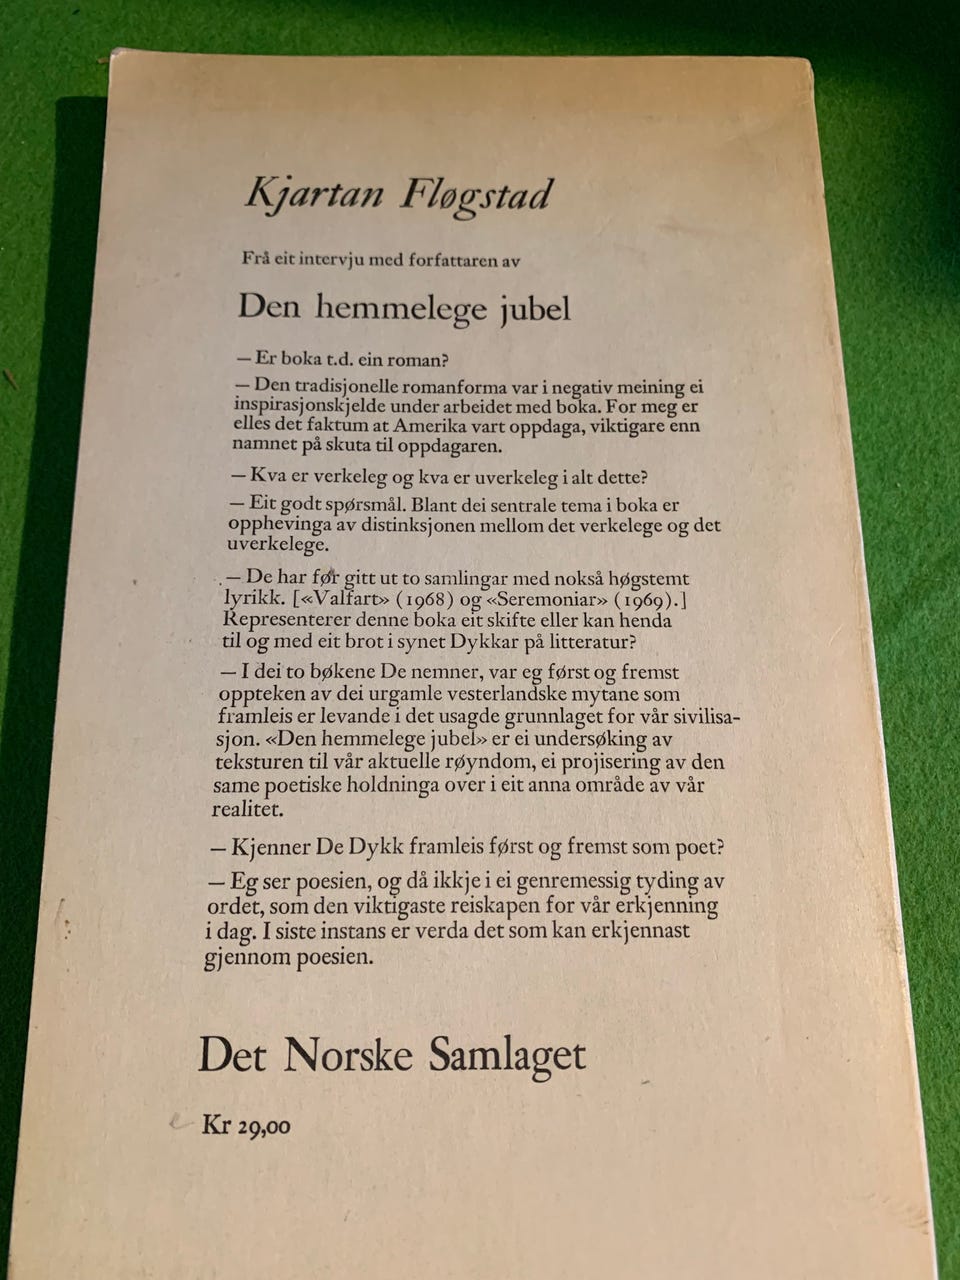 Kjartan Fløgstad
Frå eit intervju med forfattaren av
Den hemmelege jubel
— Er boka t.d. ein roman?
— Den tradisjonelle romanforma var i negativ meining ei
inspirasjonskjelde under arbeidet med boka. For meg er
elles det faktum at Amerika vart oppdaga, viktigare enn
namnet på skuta til oppdagaren.
— Kva er verkeleg og kva er uverkeleg i alt dette?
— Eit godt spørsmål. Blant dei sentrale tema i boka er
opphevinga av distinksjonen mellom det verkelege og det
uverkelege.
— De har før gitt ut to samlingar med nokså høgstemt
lyrikk. [«Valfart» (1968) og «Seremoniar» (1969).]
Representerer denne boka eit skifte eller kan henda
til og med eit brot i synet Dykkar på litteratur?
— I dei to bøkene De nemner, var eg først og fremst
oppteken av dei urgamle vesterlandske mytane som
framleis er levande i det usagde grunnlaget for vår sivilisa-
sjon. «Den hemmelege jubel» er ei undersøking av
teksturen til vår aktuelle røyndom, ei projisering av den
same poetiske holdninga over i eit anna område av vår
realitet.
— Kjenner De Dykk framleis først og fremst som poet?
— Eg ser poesien, og då ikkje i ei genremessig tyding av
ordet, som den viktigaste reiskapen for vår erkjenning
i dag. I siste instans er verda det som kan erkjennast
gjennom poesien.
Det Norske Samlaget
Kr 29,00